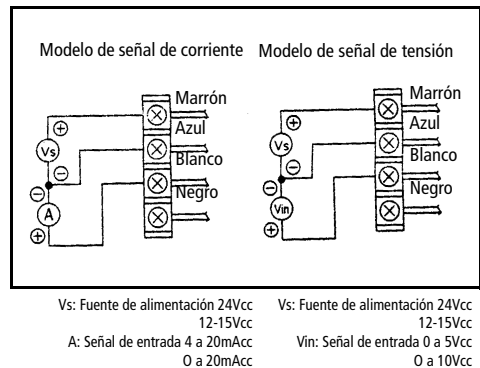 Modelo de señal de corriente
Marrón
Azul
Blanco
Negro
⊕
Vs
⊖
⊖
A
⊕
Modelo de señal de tensión
Marrón
Azul
Blanco
Negro
⊕
Vs
⊖
⊖
Vin
⊕
Vs: Fuente de alimentación 24Vcc
12-15Vcc
A: Señal de entrada 4 a 20mAcc
O a 20mAcc
Vs: Fuente de alimentación 24Vcc
12-15Vcc
Vin: Señal de entrada 0 a 5Vcc
O a 10Vcc